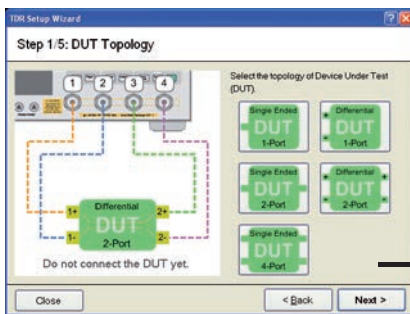 TDR Setup Wizard
Step 1/5: DUT Topology
1 2 3 4
1+
1-
Differential
DUT
2-Port
2+
2-
Do not connect the DUT yet.
Select the topology of Device Under Test
(DUT).
Single Ended
DUT
1-Port
Differential
DUT
1-Port
Single Ended
DUT
2-Port
Differential
DUT
2-Port
Single Ended
DUT
4-Port
Close
< Back
Next >